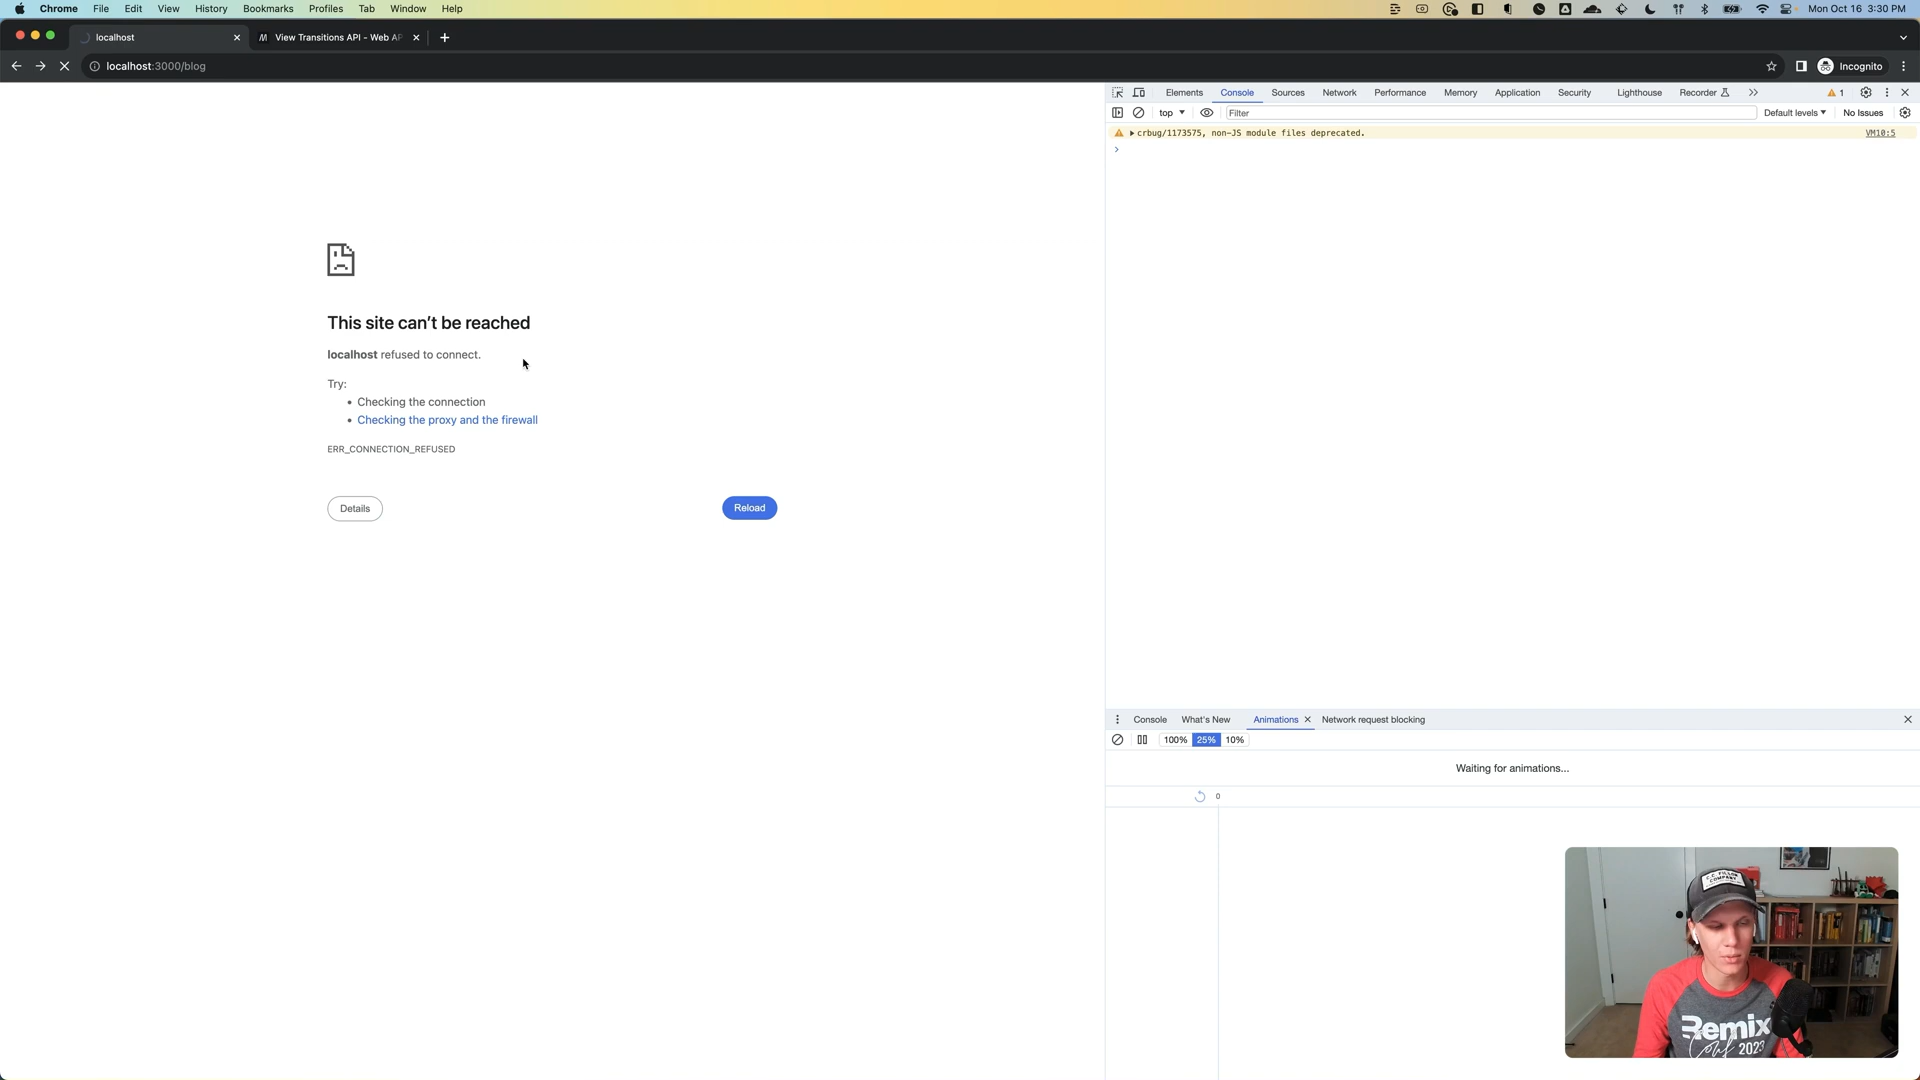 Chrome File Edit View History Bookmarks Profiles Tab Window Help Mon Oct 16 3:30 PM
localhost View Transitions API - Web AP
localhost:3000/blog Incognito
Elements Console Sources Network Performance Memory Application Security Lighthouse Recorder 1
top Filter Default levels No Issues
crbug/1173575, non-JS module files deprecated. VM10:5
This site can't be reached
localhost refused to connect.
Try:
• Checking the connection
• Checking the proxy and the firewall
ERR_CONNECTION_REFUSED
Details Reload
Console What's New Animations Network request blocking
100% 25% 10%
Waiting for animations...
0
C.C. FILSON
COMPANY
Remix
Conf 2023